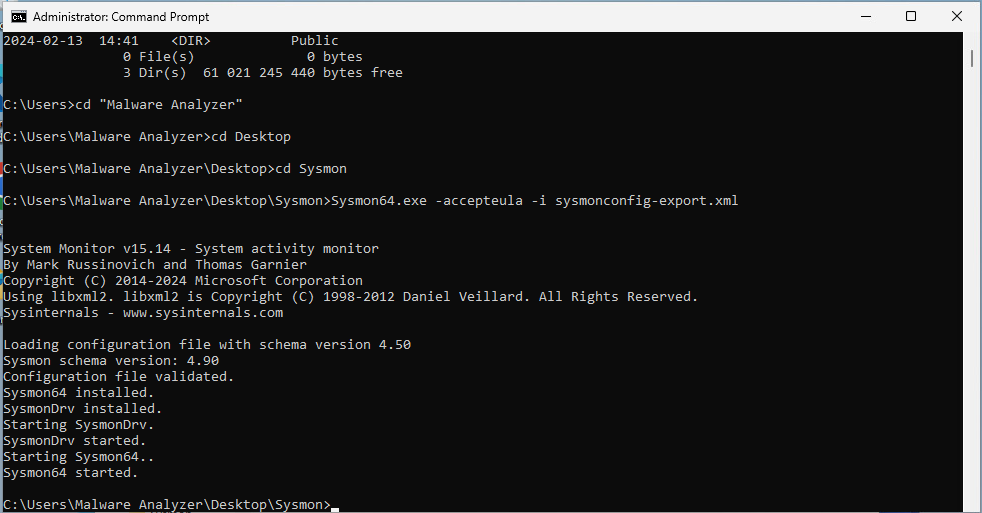 Administrator: Command Prompt
2024-02-13  14:41    <DIR>          Public
               0 File(s)              0 bytes
               3 Dir(s)  61 021 245 440 bytes free
C:\Users>cd "Malware Analyzer"
C:\Users\Malware Analyzer>cd Desktop
C:\Users\Malware Analyzer\Desktop>cd Sysmon
C:\Users\Malware Analyzer\Desktop\Sysmon>Sysmon64.exe -accepteula -i sysmonconfig-export.xml
System Monitor v15.14 - System activity monitor
By Mark Russinovich and Thomas Garnier
Copyright (C) 2014-2024 Microsoft Corporation
Using libxml2. libxml2 is Copyright (C) 1998-2012 Daniel Veillard. All Rights Reserved.
Sysinternals - www.sysinternals.com
Loading configuration file with schema version 4.50
Sysmon schema version: 4.90
Configuration file validated.
Sysmon64 installed.
SysmonDrv installed.
Starting SysmonDrv.
SysmonDrv started.
Starting Sysmon64..
Sysmon64 started.
C:\Users\Malware Analyzer\Desktop\Sysmon>